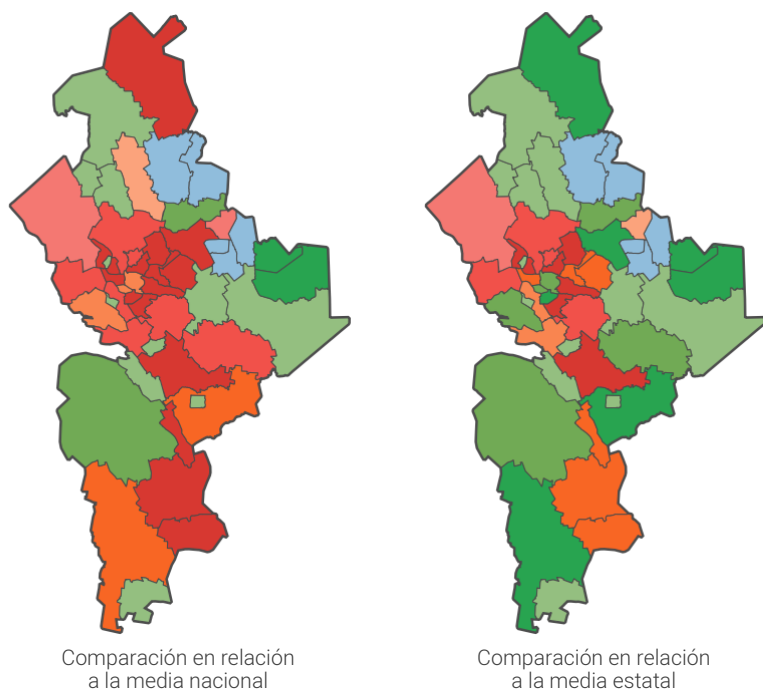 Comparación en relación
a la media nacional
Comparación en relación
a la media estatal